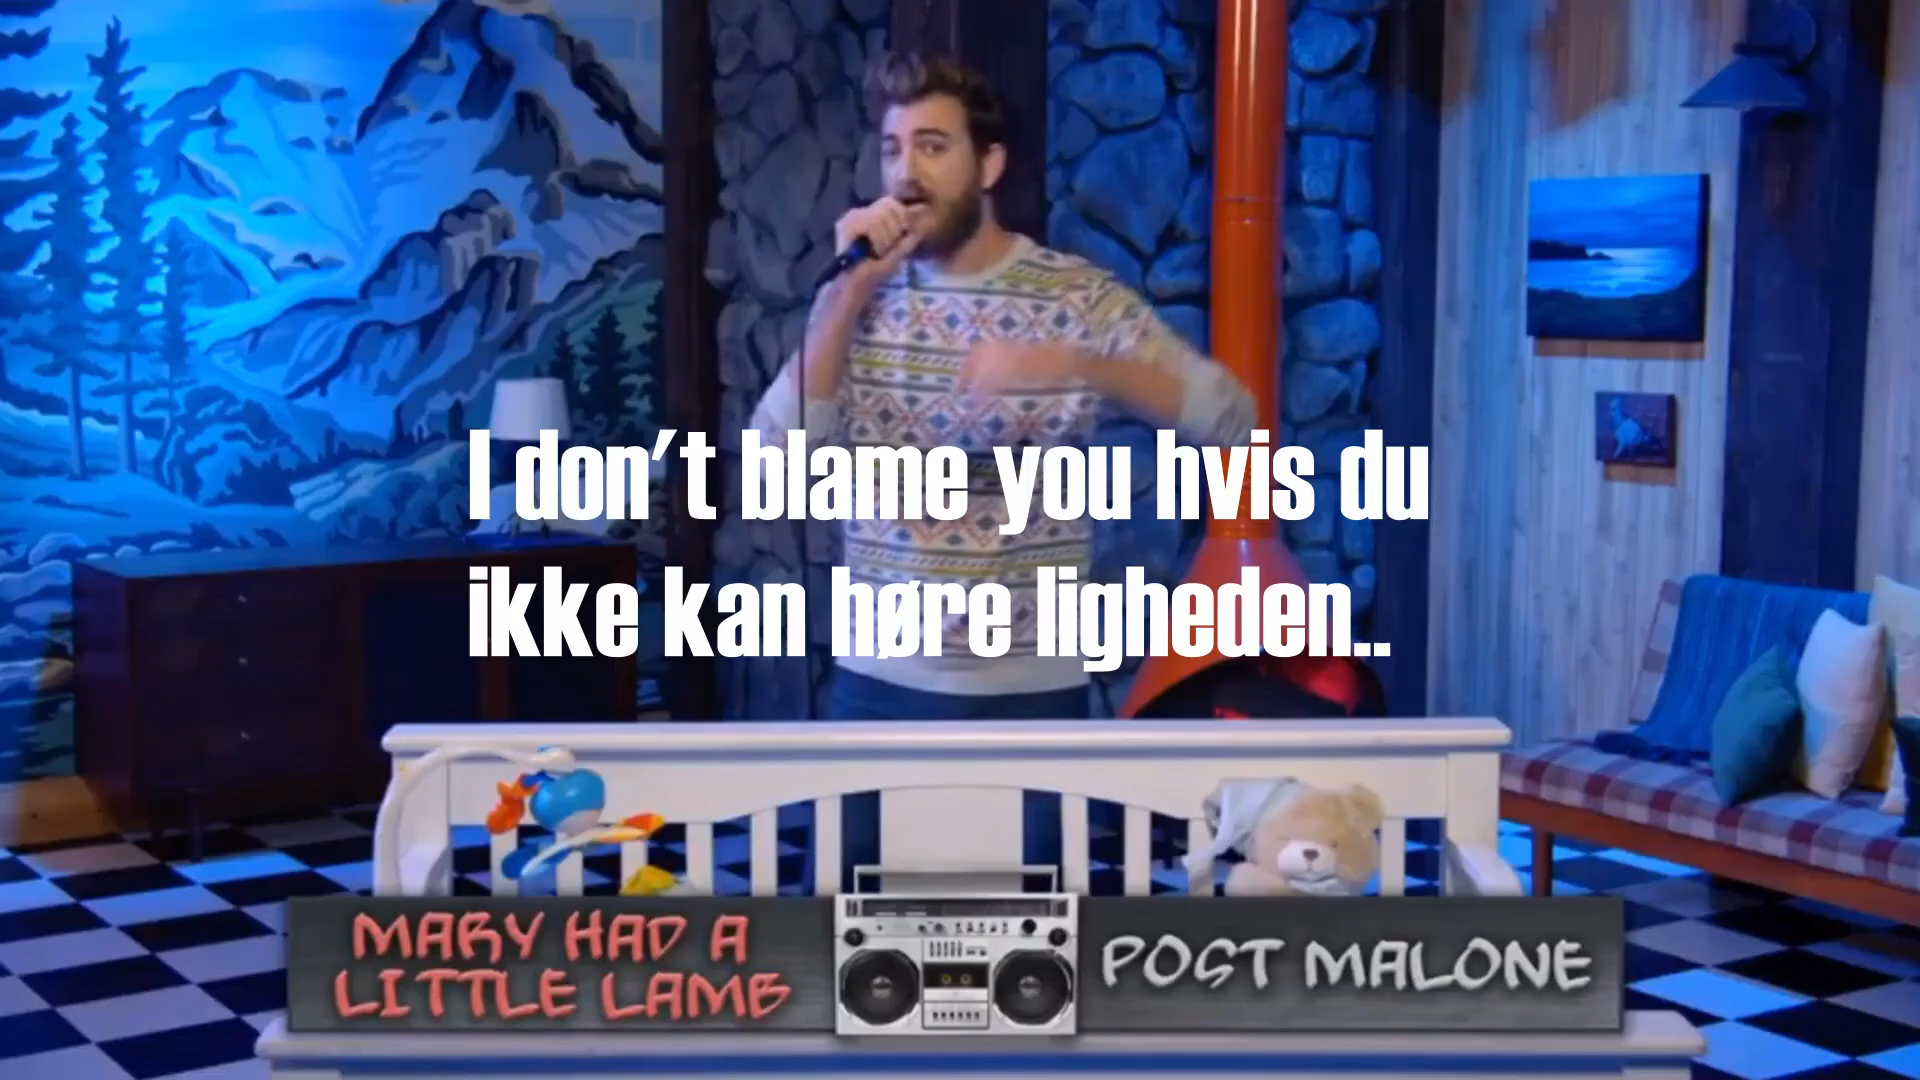 I don't blame you hvis du
ikke kan høre ligheden..
MARY HAD A
LITTLE LAMB
POST MALONE